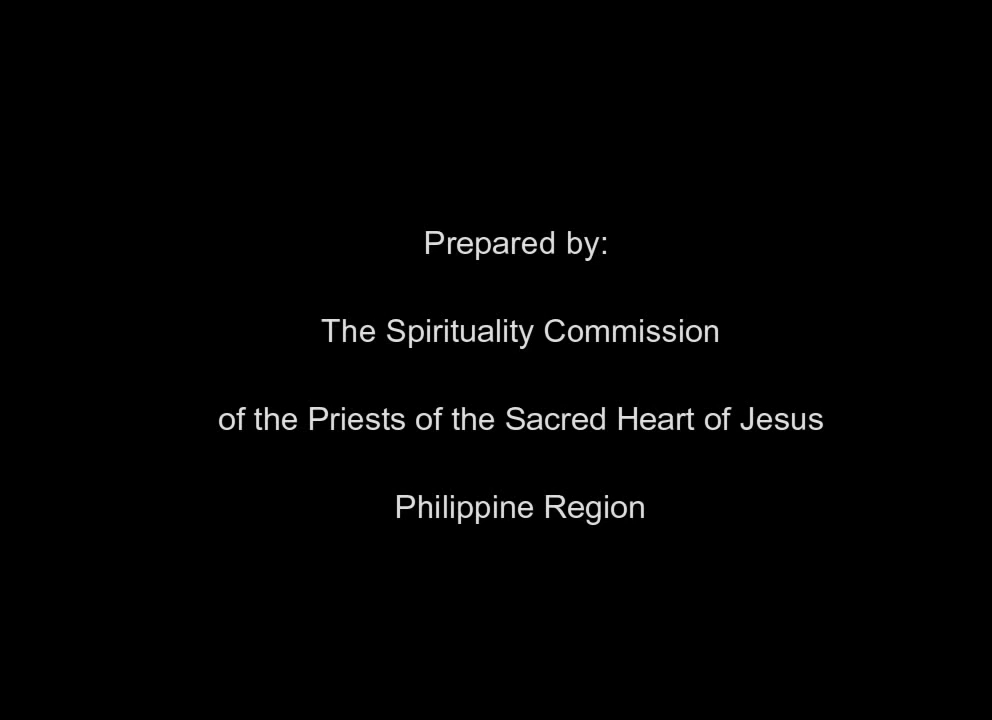 Prepared by:
The Spirituality Commission
of the Priests of the Sacred Heart of Jesus
Philippine Region